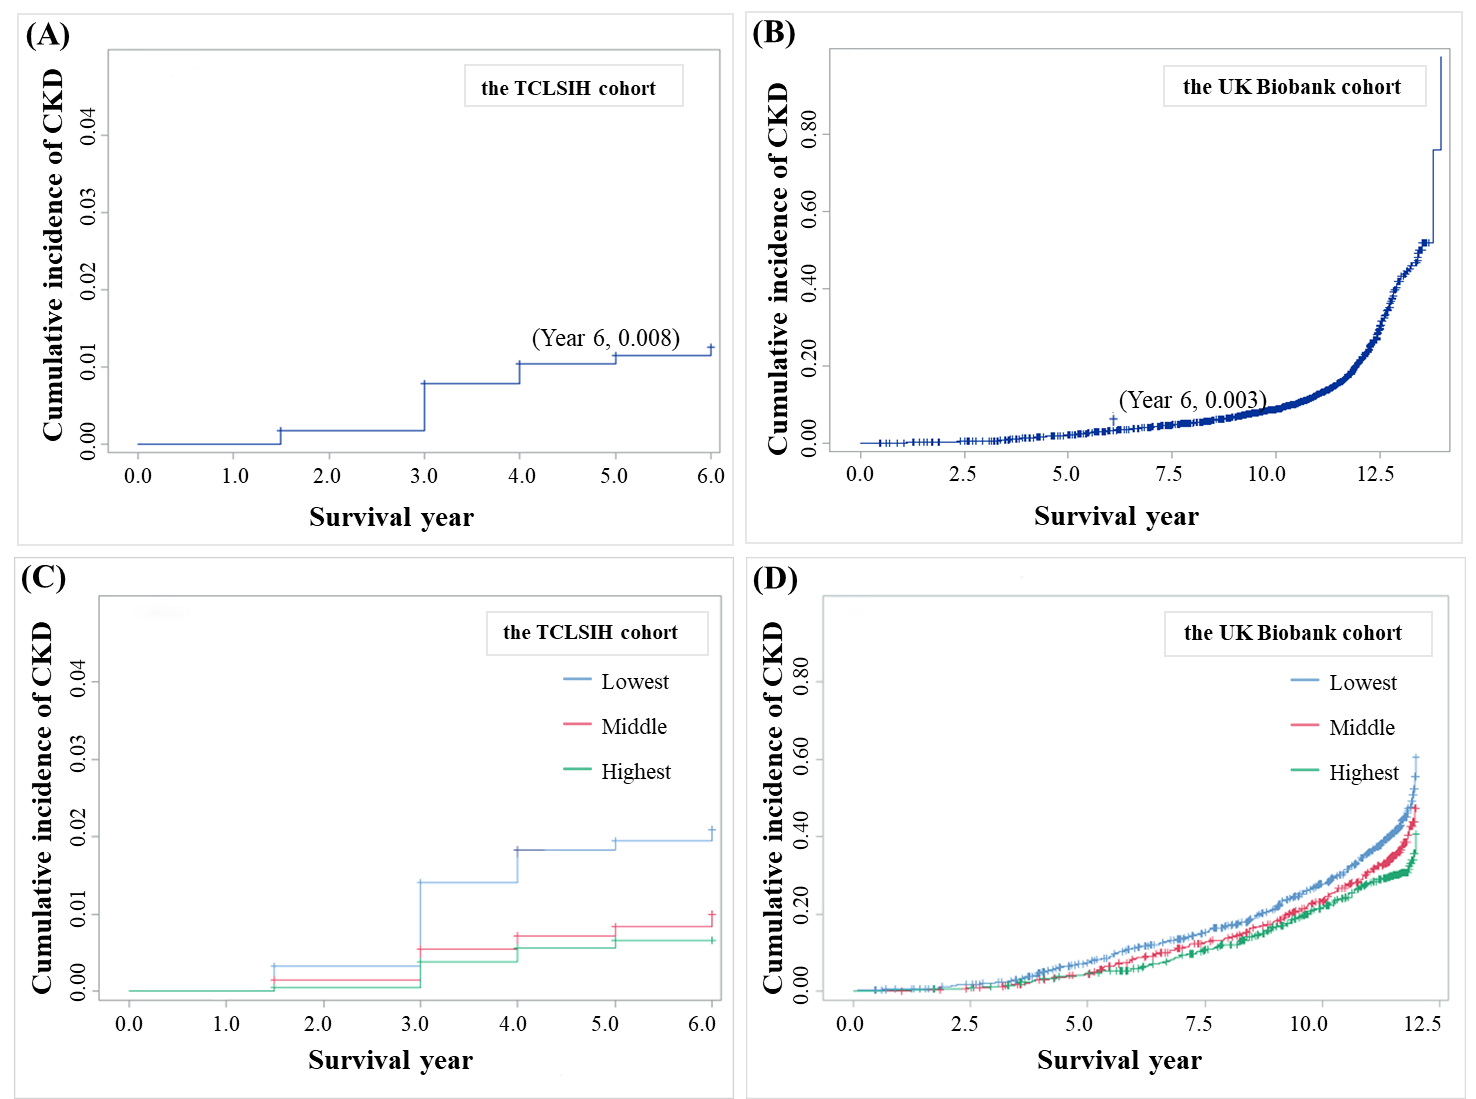 (A)
the TCLSIH cohort
Cumulative incidence of CKD
0.04
0.03
0.02
0.01
0.00
(Year 6, 0.008)
0.0 1.0 2.0 3.0 4.0 5.0 6.0
Survival year
(B)
the UK Biobank cohort
Cumulative incidence of CKD
0.80
0.60
0.40
0.20
0.00
(Year 6, 0.003)
0.0 2.5 5.0 7.5 10.0 12.5
Survival year
(C)
the TCLSIH cohort
Lowest
Middle
Highest
Cumulative incidence of CKD
0.04
0.03
0.02
0.01
0.00
0.0 1.0 2.0 3.0 4.0 5.0 6.0
Survival year
(D)
the UK Biobank cohort
Lowest
Middle
Highest
Cumulative incidence of CKD
0.80
0.60
0.40
0.20
0.00
0.0 2.5 5.0 7.5 10.0 12.5
Survival year